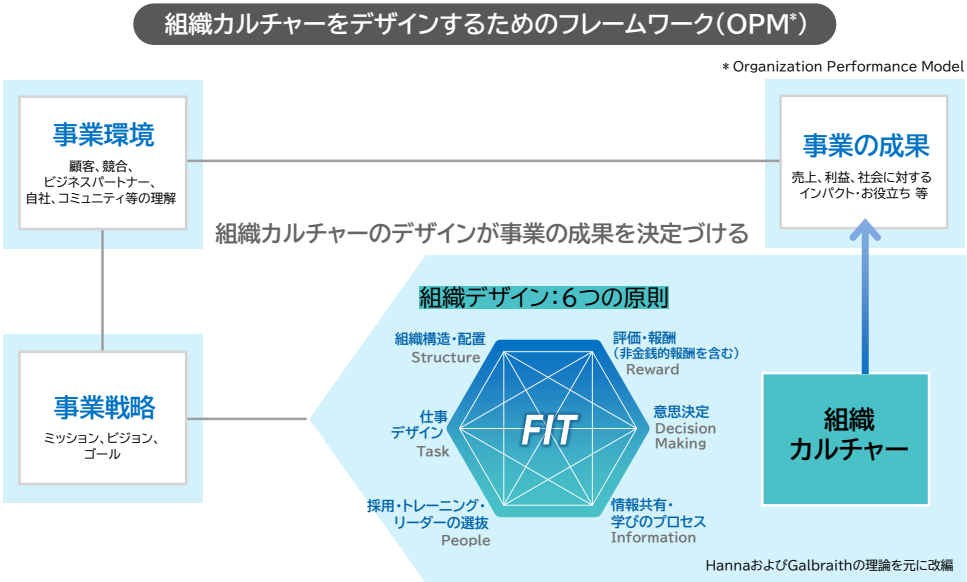 組織カルチャーをデザインするためのフレームワーク(OPM*)
* Organization Performance Model
事業環境
顧客、競合、
ビジネスパートナー、
自社、コミュニティ等の理解
事業の成果
売上、利益、社会に対する
インパクト・お役立ち 等
組織カルチャーのデザインが事業の成果を決定づける
組織デザイン:6つの原則
組織構造・配置
Structure
評価・報酬
(非金銭的報酬を含む)
Reward
事業戦略
ミッション、ビジョン、
ゴール
仕事
デザイン
Task
FIT
意思決定
Decision
Making
組織
カルチャー
採用・トレーニング・
リーダーの選抜
People
情報共有・
学びのプロセス
Information
HannaおよびGalbraithの理論を元に改編